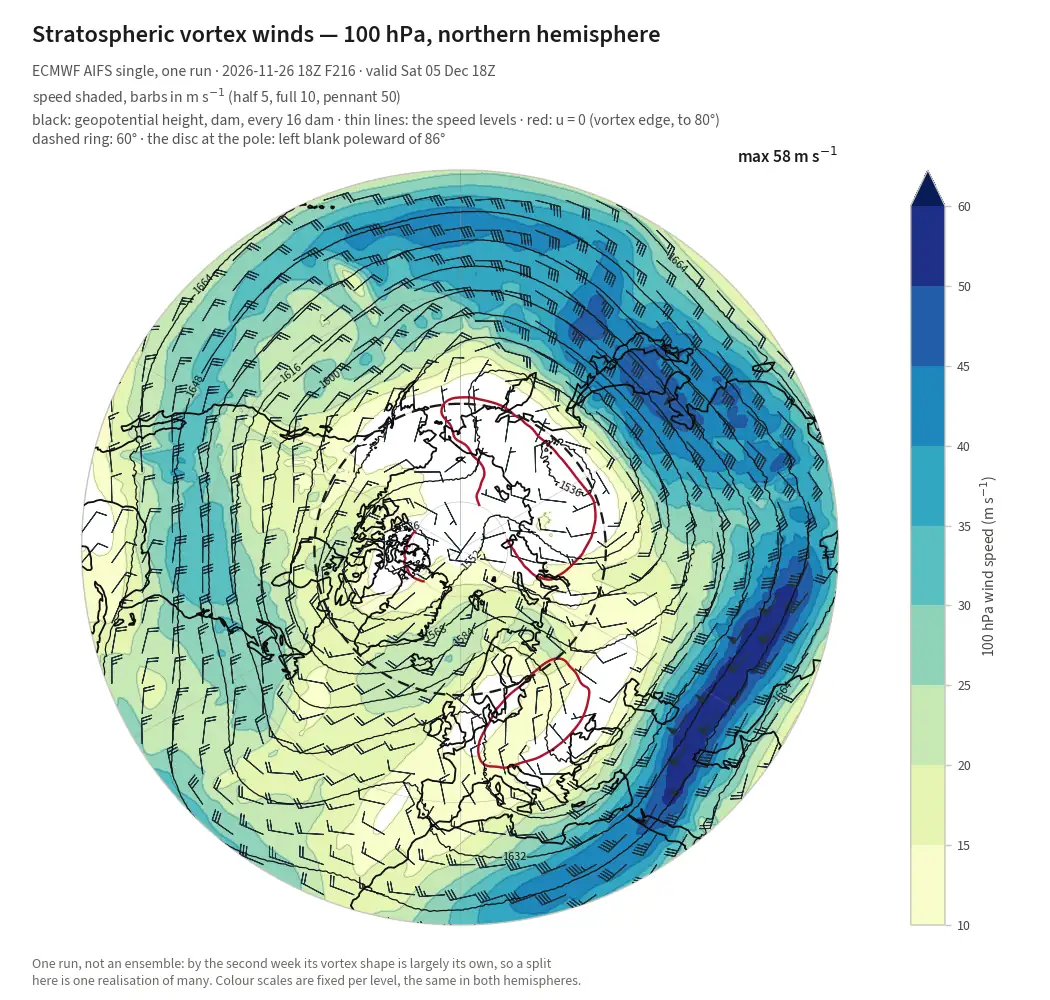 Stratospheric vortex winds — 100 hPa, northern hemisphere
ECMWF AIFS single, one run · 2026-11-26 18Z F216 · valid Sat 05 Dec 18Z
speed shaded, barbs in m s⁻¹ (half 5, full 10, pennant 50)
black: geopotential height, dam, every 16 dam · thin lines: the speed levels · red: u = 0 (vortex edge, to 80°)
dashed ring: 60° · the disc at the pole: left blank poleward of 86°
max 58 m s⁻¹
60
50
45
40
35
30
25
20
15
10
100 hPa wind speed (m s⁻¹)
1664
1664
1648
1616
1600
1536
1552
1568
1584
1632
One run, not an ensemble: by the second week its vortex shape is largely its own, so a split
here is one realisation of many. Colour scales are fixed per level, the same in both hemispheres.